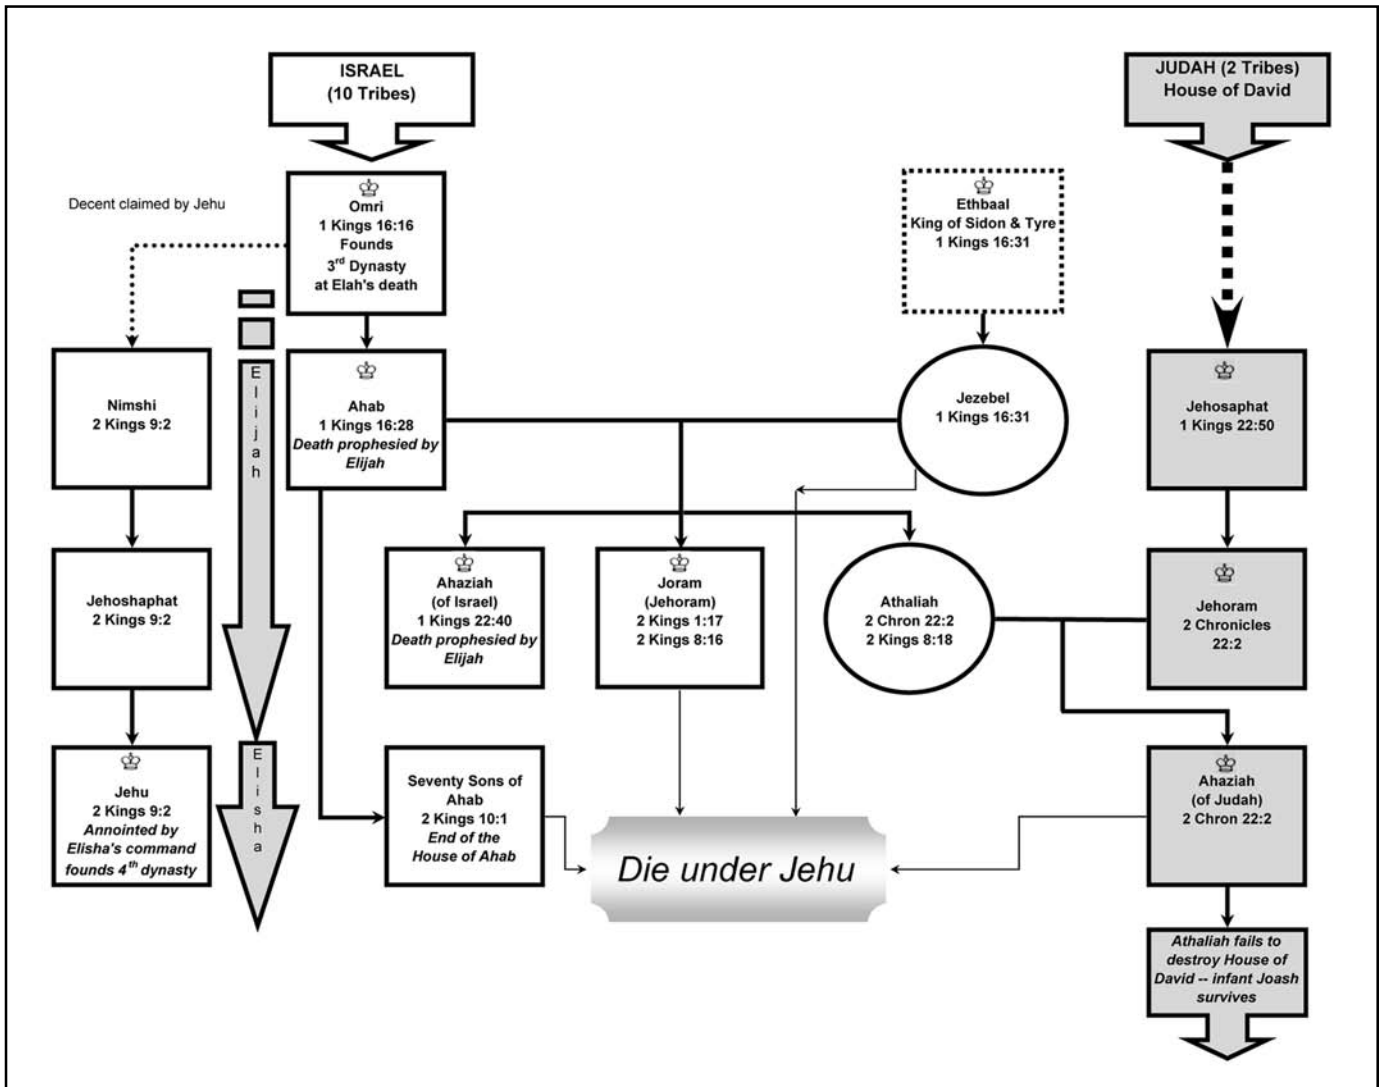 ISRAEL
(10 Tribes)
JUDAH (2 Tribes)
House of David
Decent claimed by Jehu
Omri
1 Kings 16:16
Founds
3rd Dynasty
at Elah's death
Ethbaal
King of Sidon & Tyre
1 Kings 16:31
Nimshi
2 Kings 9:2
Elijah
Ahab
1 Kings 16:28
Death prophesied by
Elijah
Jezebel
1 Kings 16:31
Jehosaphat
1 Kings 22:50
Jehoshaphat
2 Kings 9:2
Ahaziah
(of Israel)
1 Kings 22:40
Death prophesied by
Elijah
Joram
(Jehoram)
2 Kings 1:17
2 Kings 8:16
Athaliah
2 Chron 22:2
2 Kings 8:18
Jehoram
2 Chronicles
22:2
Jehu
2 Kings 9:2
Annointed by
Elisha's command
founds 4th dynasty
Elisha
Seventy Sons of
Ahab
2 Kings 10:1
End of the
House of Ahab
Die under Jehu
Ahaziah
(of Judah)
2 Chron 22:2
Athaliah fails to
destroy House of
David -- infant Joash
survives